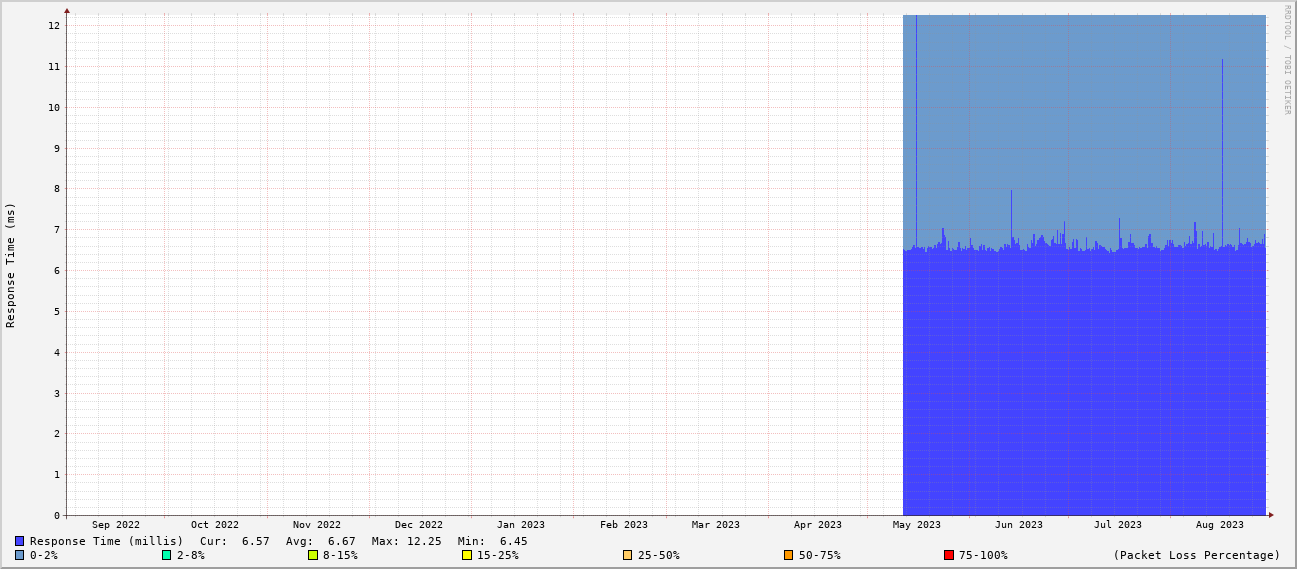 RRDTOOL / TOBI OETIKER
Response Time (ms)
12
11
10
9
8
7
6
5
4
3
2
1
0
Sep 2022 Oct 2022 Nov 2022 Dec 2022 Jan 2023 Feb 2023 Mar 2023 Apr 2023 May 2023 Jun 2023 Jul 2023 Aug 2023
Response Time (millis) Cur: 6.57 Avg: 6.67 Max: 12.25 Min: 6.45
0-2% 2-8% 8-15% 15-25% 25-50% 50-75% 75-100% (Packet Loss Percentage)